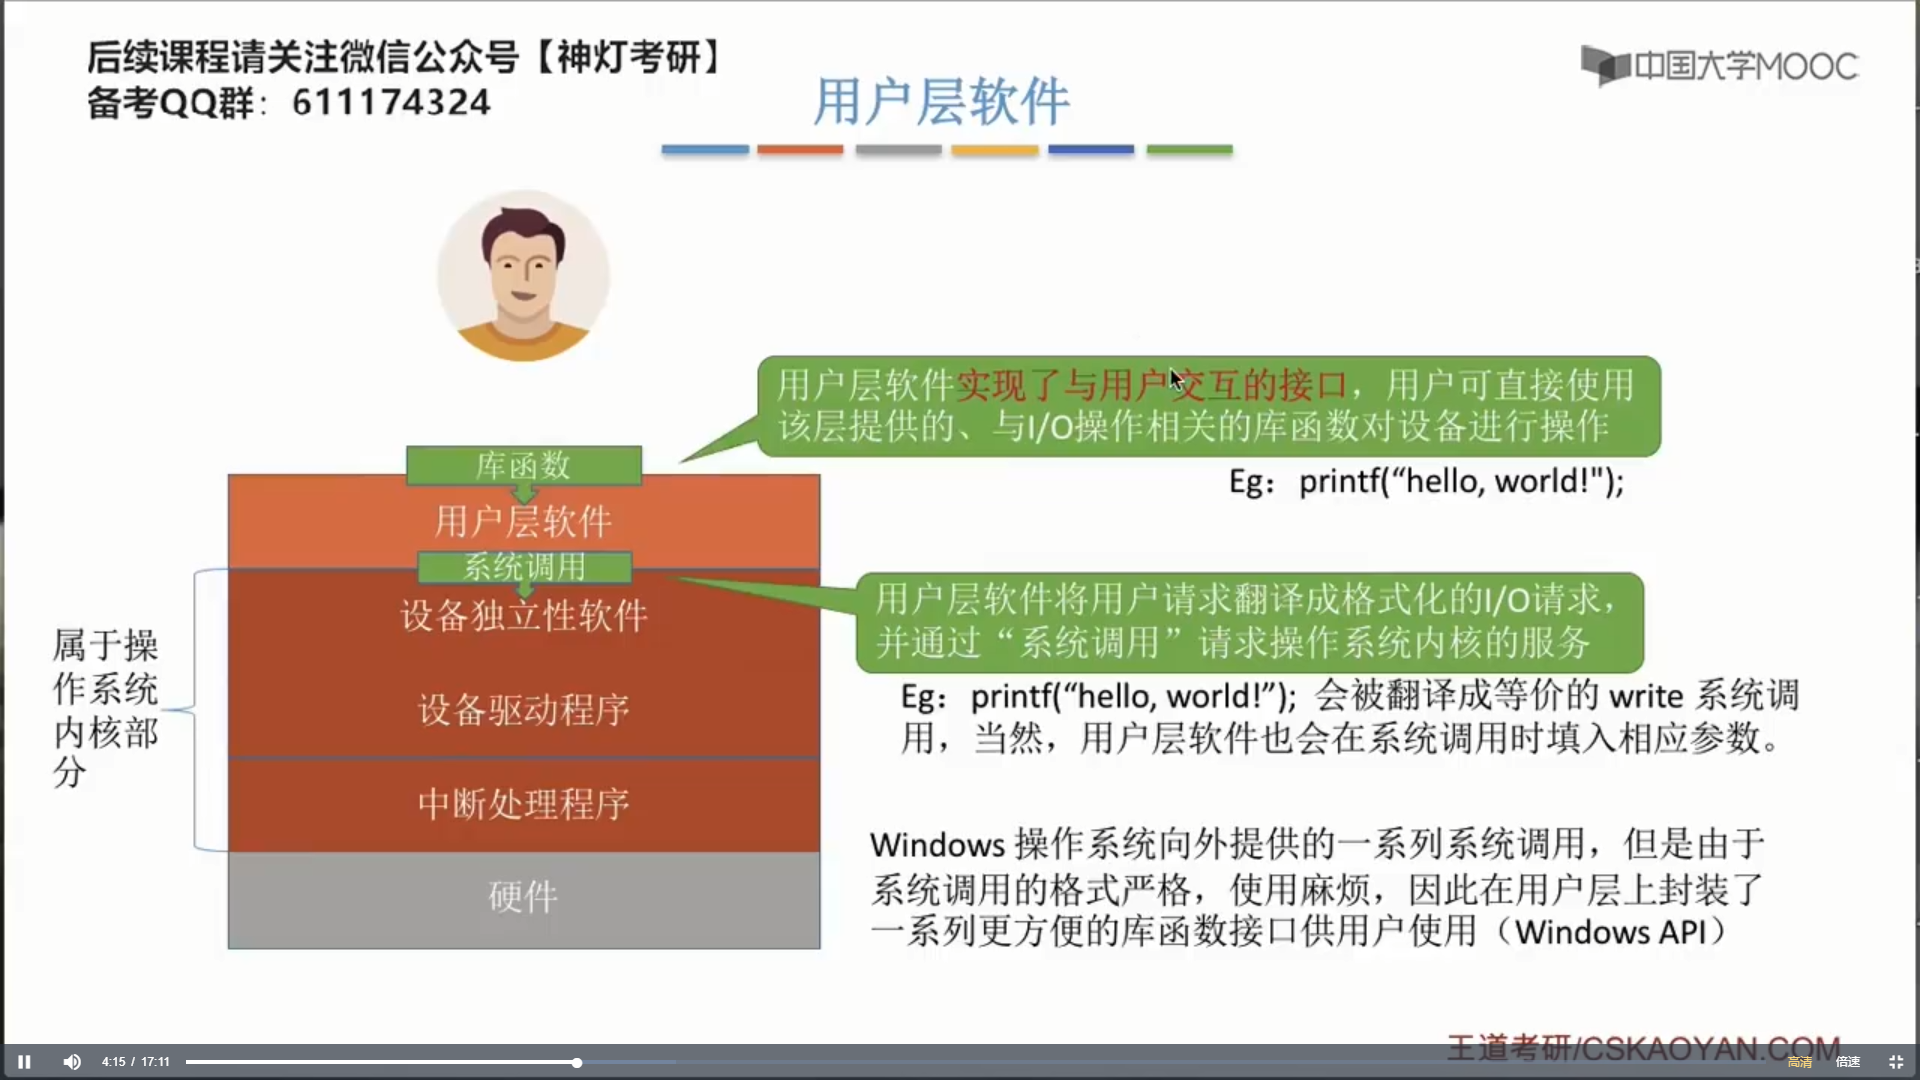 后续课程请关注微信公众号【神灯考研】
备考QQ群：611174324
中国大学MOOC
用户层软件
用户层软件实现了与用户交互的接口，用户可直接使用
该层提供的、与I/O操作相关的库函数对设备进行操作
Eg：printf(“hello, world!");
库函数
用户层软件
系统调用
设备独立性软件
设备驱动程序
中断处理程序
硬件
属于操
作系统
内核部
分
用户层软件将用户请求翻译成格式化的I/O请求，
并通过“系统调用”请求操作系统内核的服务
Eg：printf(“hello, world!”); 会被翻译成等价的 write 系统调
用，当然，用户层软件也会在系统调用时填入相应参数。
Windows 操作系统向外提供的一系列系统调用，但是由于
系统调用的格式严格，使用麻烦，因此在用户层上封装了
一系列更方便的库函数接口供用户使用（Windows API）
王道考研/CSKAOYAN.COM
4:15 / 17:11
高清
倍速